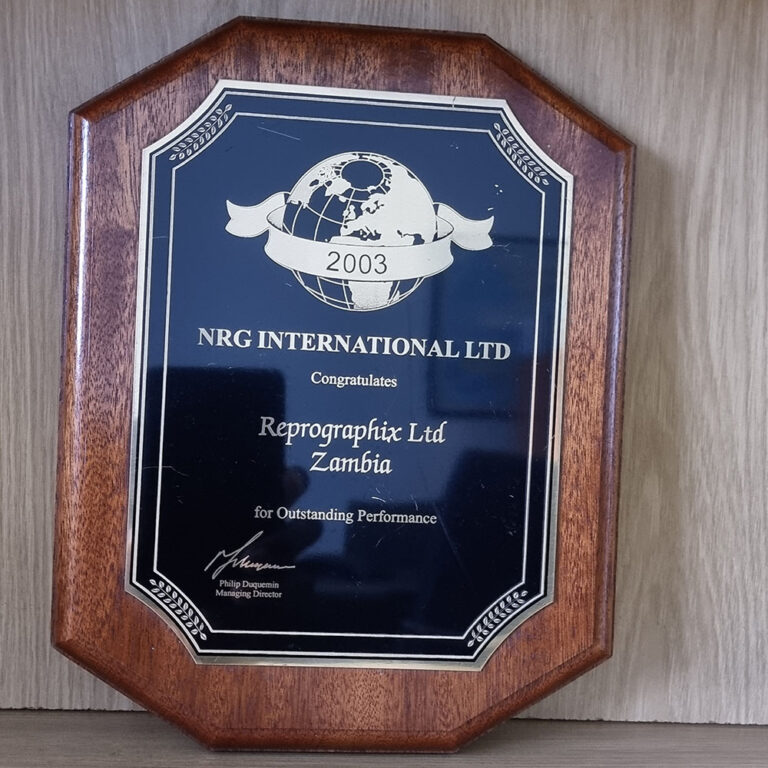 2003
NRG INTERNATIONAL LTD
Congratulates
Reprographix Ltd
Zambia
for Outstanding Performance
Philip Duquemin
Managing Director